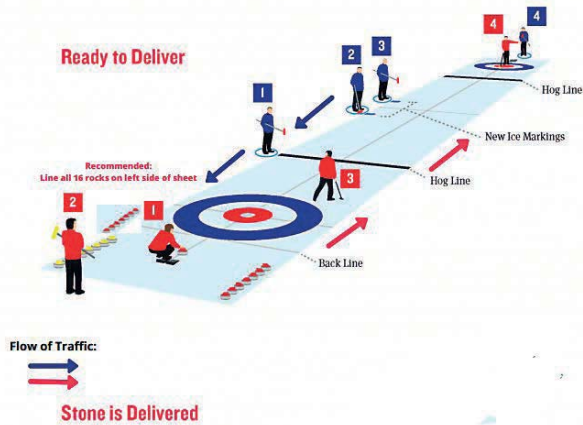 Ready to Deliver
4
4
3
2
1
Hog Line
New Ice Markings
Recommended:
Line all 16 rocks on left side of sheet
Hog Line
3
2
1
Back Line
Flow of Traffic:
Stone is Delivered